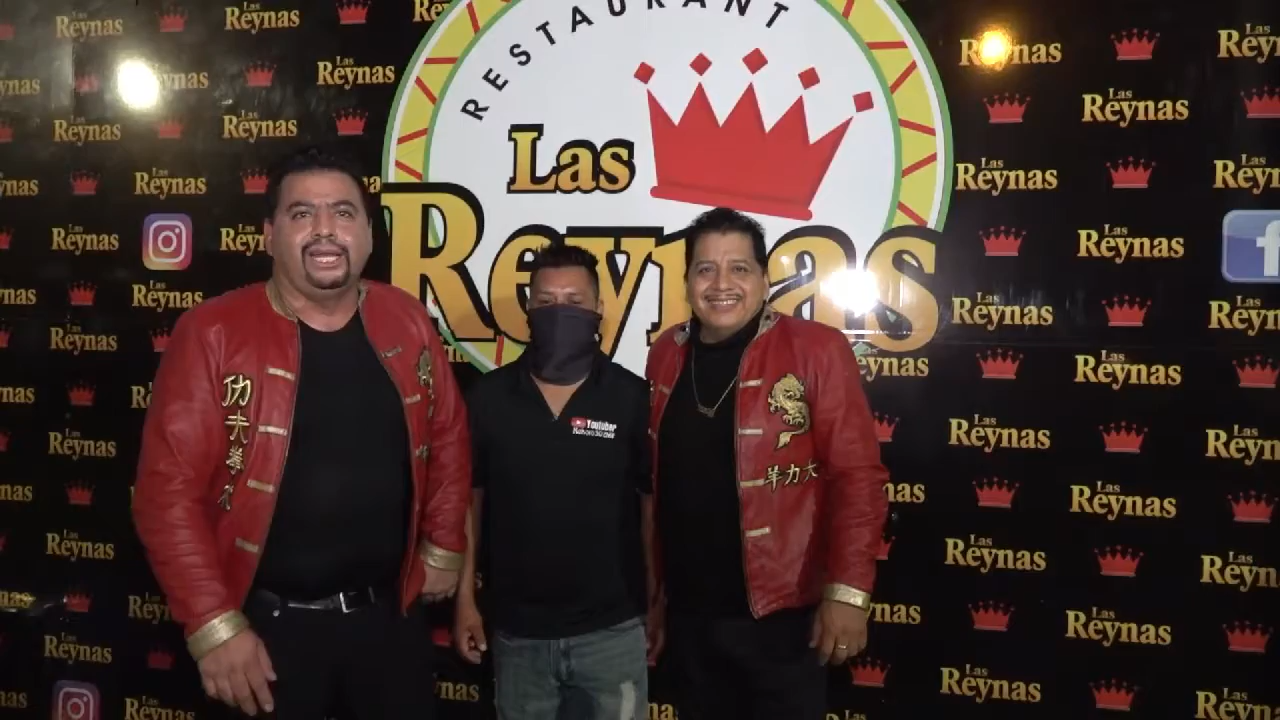 RESTAURANT
Las
Reynas
Las
Reynas
功
夫
拳
Youtuber
羊力大
f